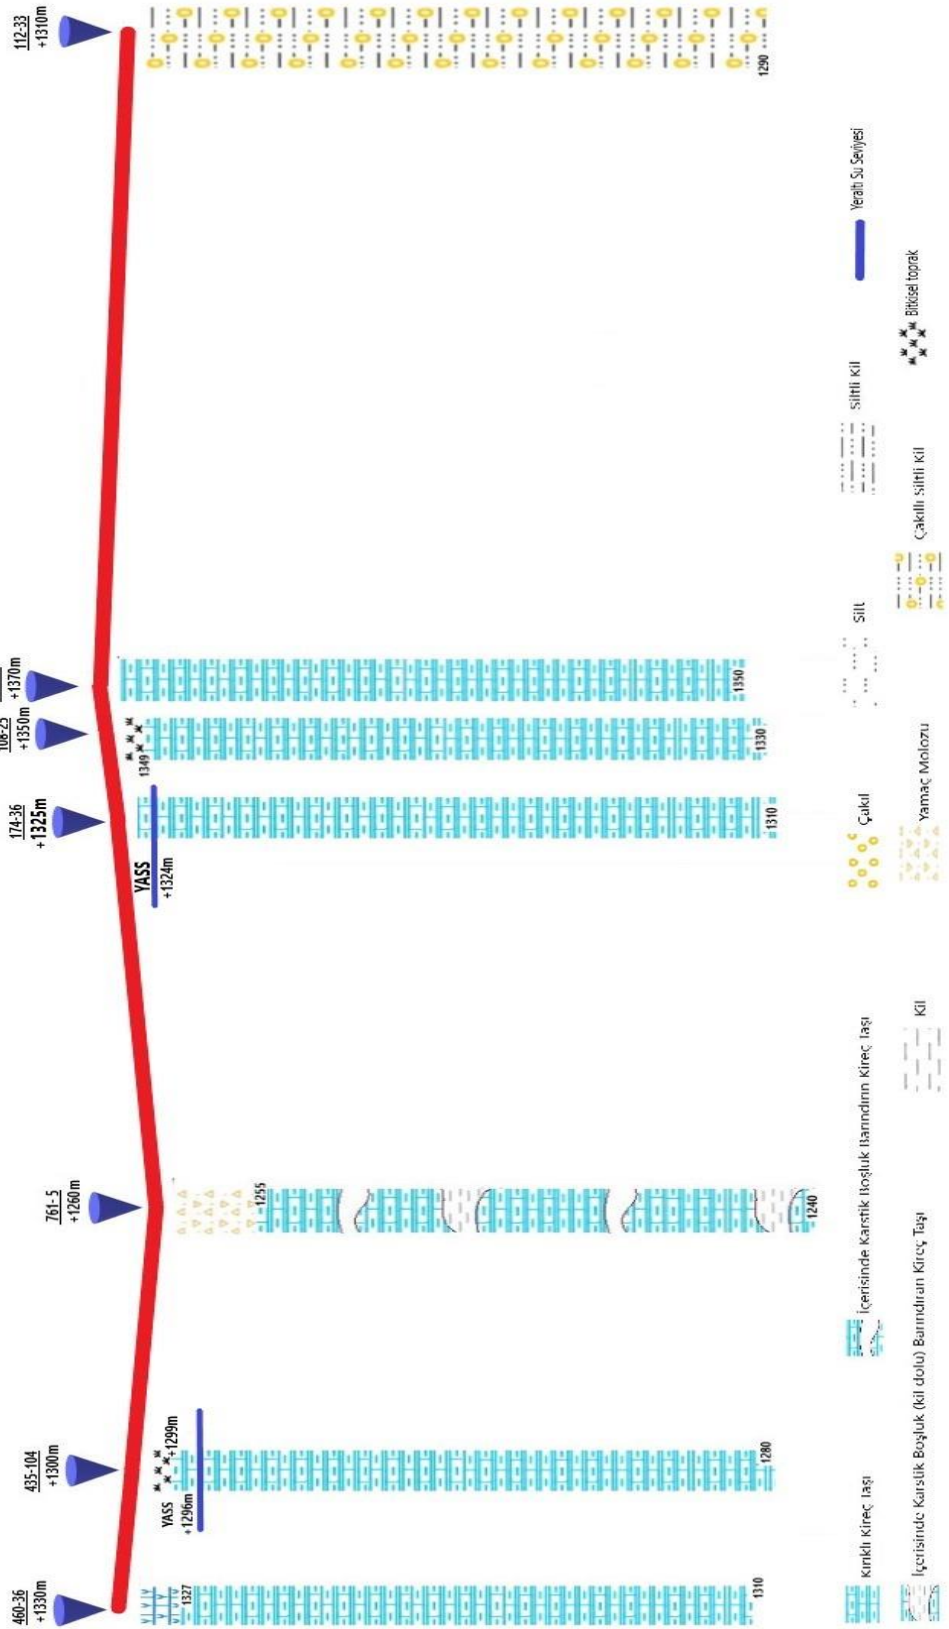 460-36
+1330m
435-104
+1300m
761-5
+1260m
174-36
+1325m
108-25
+1350m
+1370m
112-33
+1310m
1327
1310
YASS
+1296m
+1299m
1280
1255
1240
YASS
+1324m
1310
1349
1330
1350
1290
Kırıklı Kireç Taşı
İçerisinde Karstik Boşluk Barındırın Kireç Taşı
Çakıl
Silt
Siltli Kil
Yeraltı Su Seviyesi
İçerisinde Karstik Boşluk (kil dolu) Barındıran Kireç Taşı
Kil
Yamaç Molozu
Çakıllı Siltli Kil
Bitkisel toprak